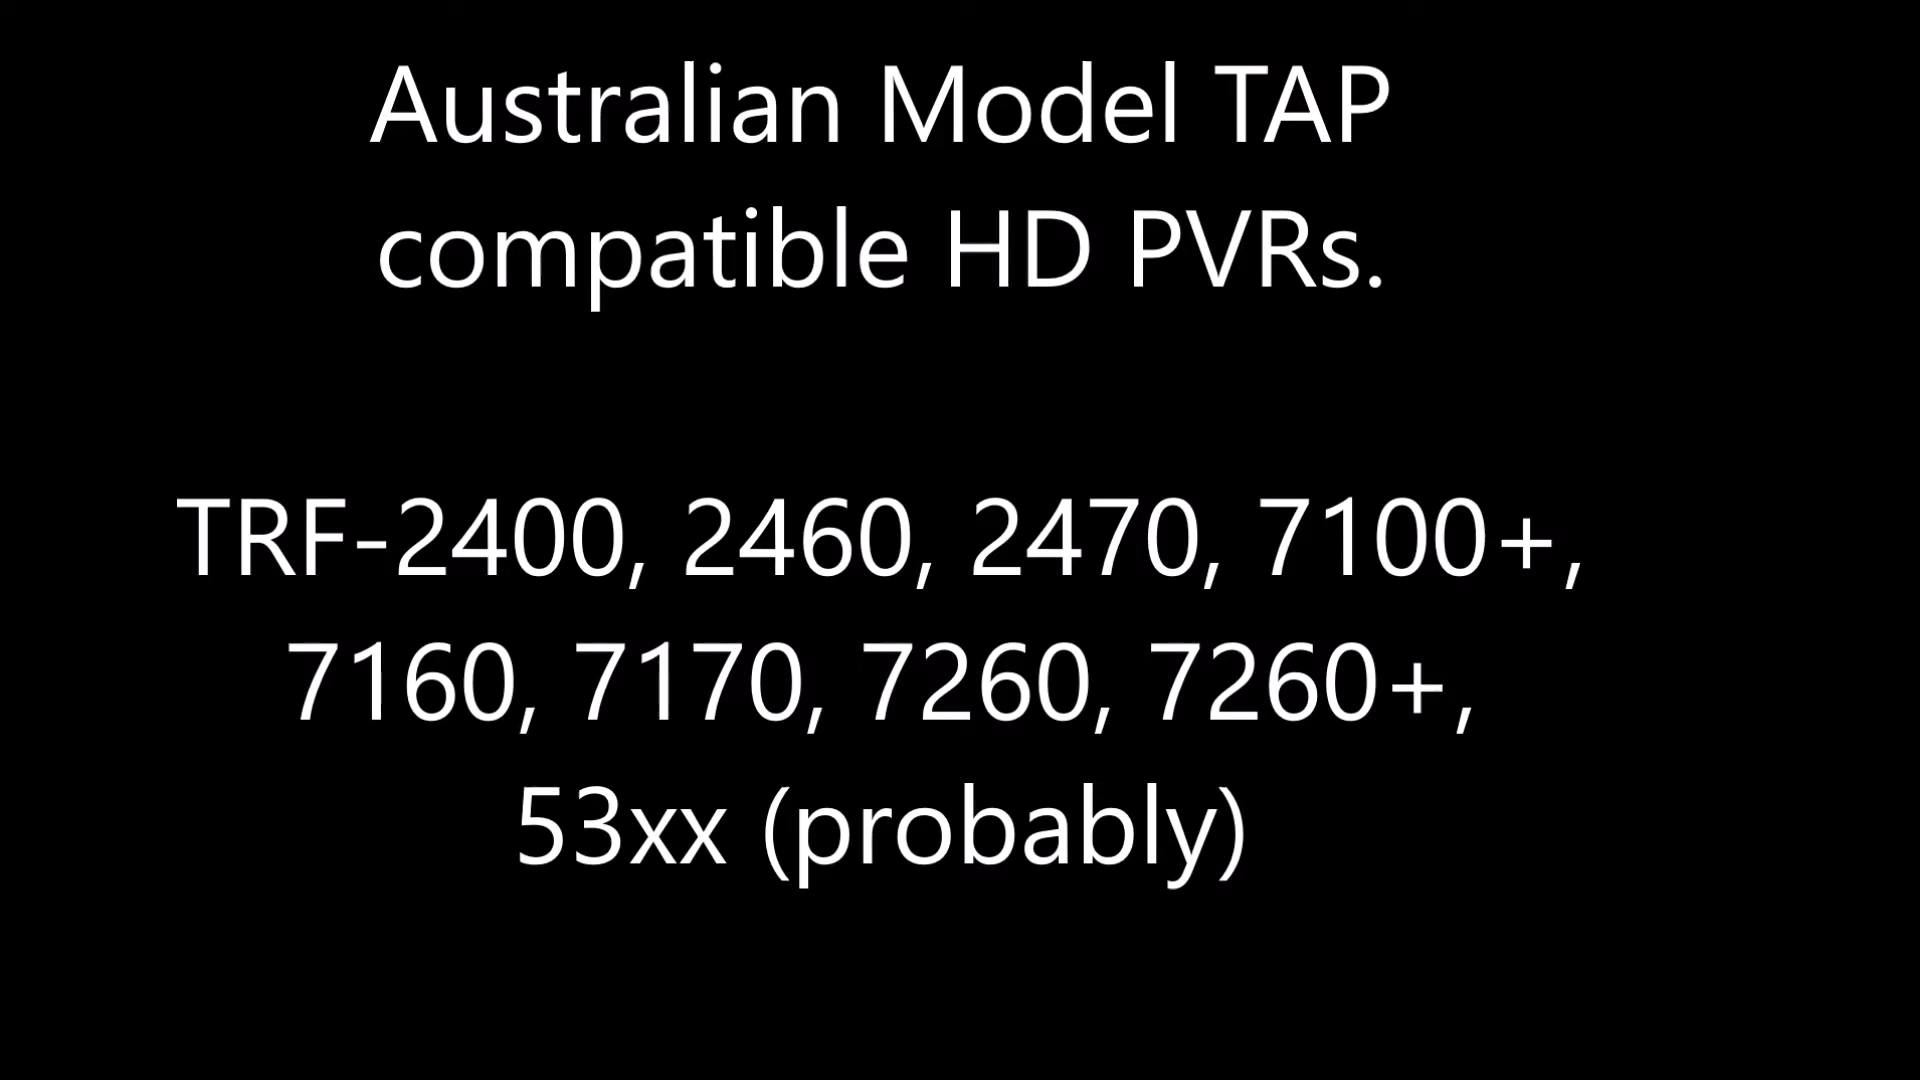 Australian Model TAP
compatible HD PVRs.
TRF-2400, 2460, 2470, 7100+,
7160, 7170, 7260, 7260+,
53xx (probably)